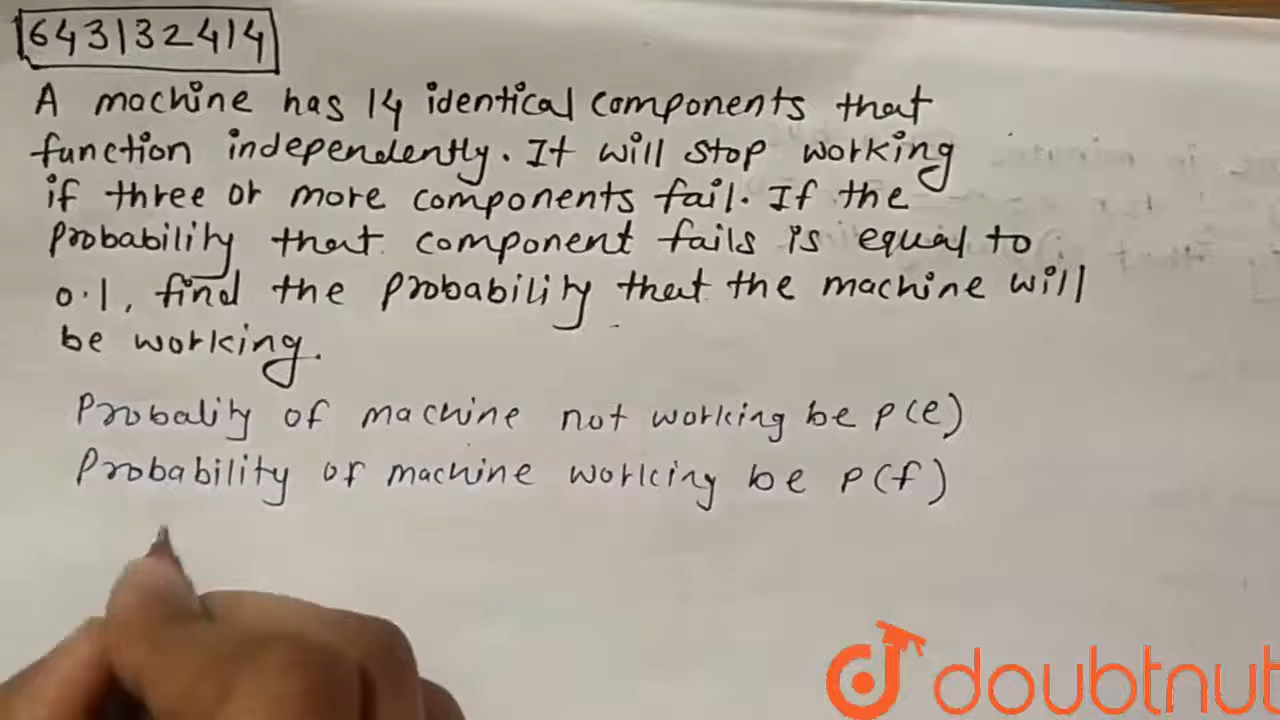 643132414
A machine has 14 identical components that
function independently. It will stop working
if three or more components fail. If the
Probability that component fails is equal to
0.1, find the probability that the machine will
be working.
Probality of machine not working be P(e)
Probability of machine working be P(f)
doubtnut